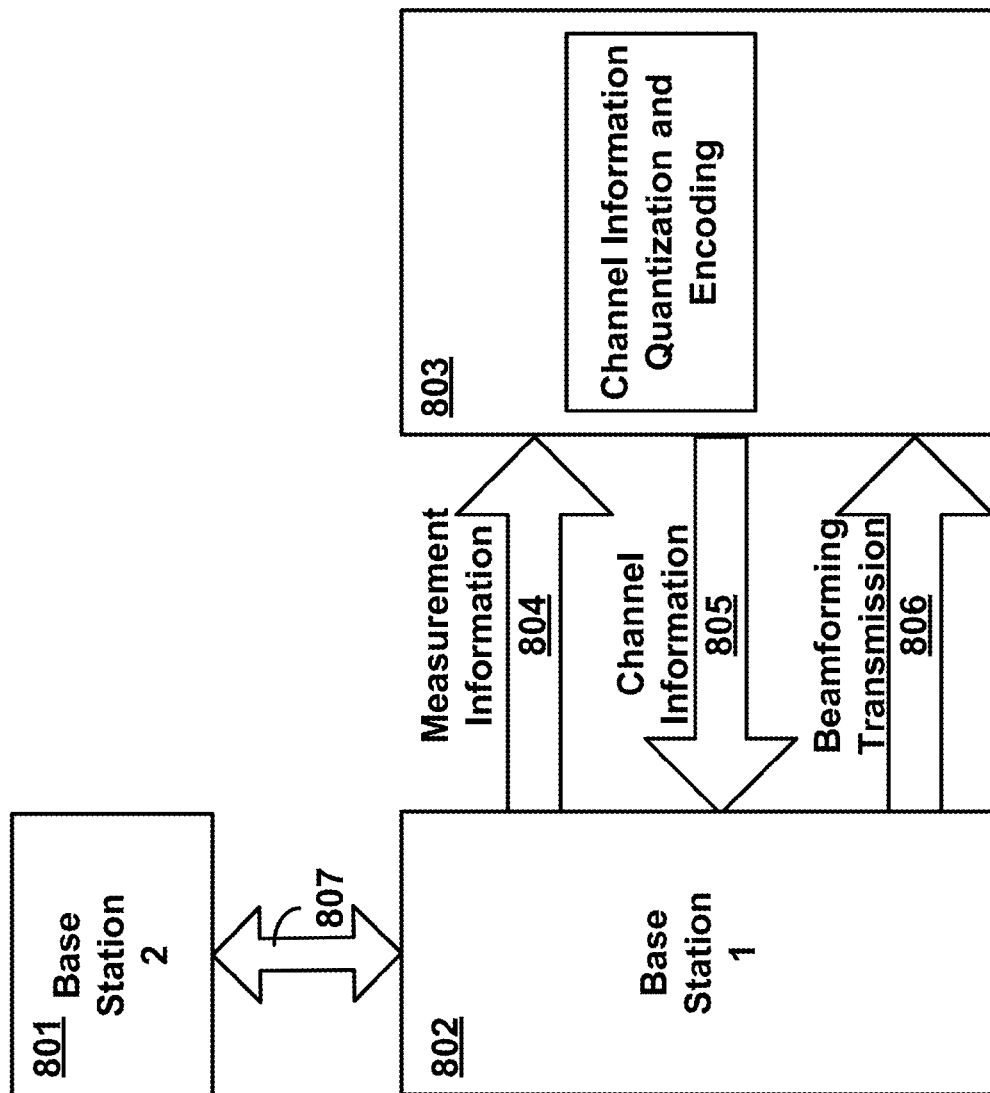 801
Base
Station
2
807
802
Base
Station
1
Measurement
Information
804
Channel
Information
805
Beamforming
Transmission
806
803
Channel Information
Quantization and
Encoding